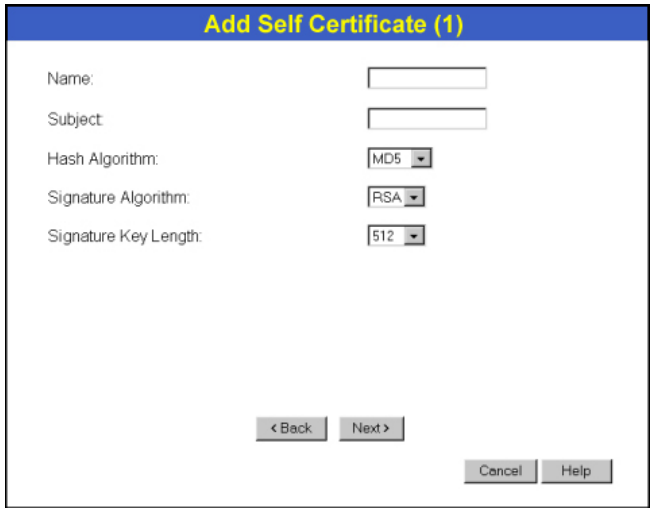 Add Self Certificate (1)
Name:
Subject:
Hash Algorithm: MD5
Signature Algorithm: RSA
Signature Key Length: 512
< Back Next >
Cancel Help